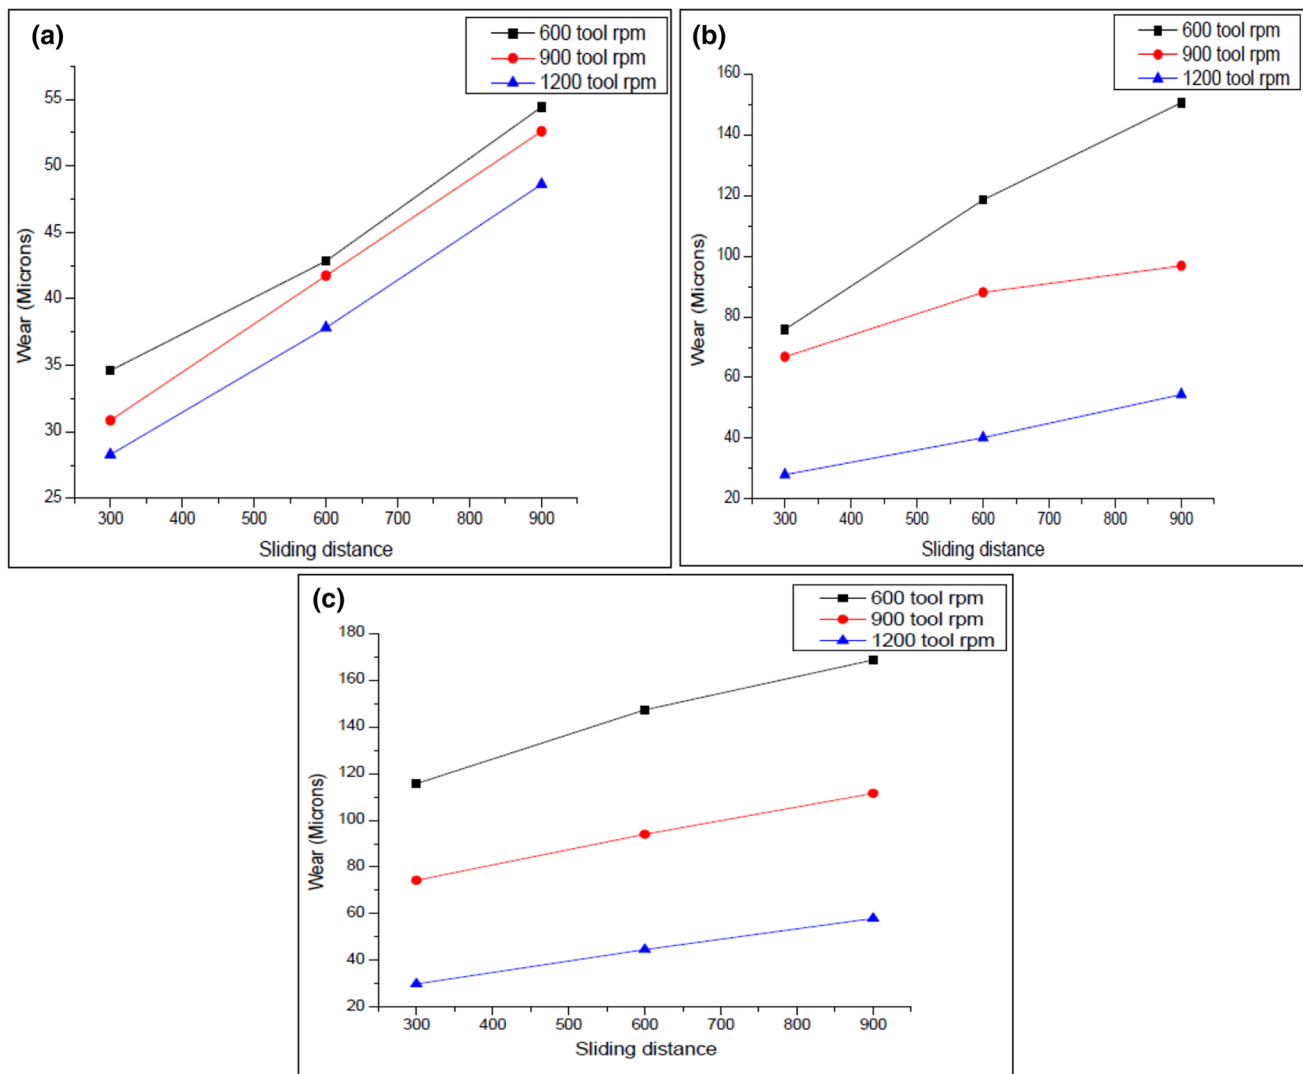 (a)
600 tool rpm
900 tool rpm
1200 tool rpm
55
50
45
40
35
30
25
Wear (Microns)
300 400 500 600 700 800 900
Sliding distance
(b)
600 tool rpm
900 tool rpm
1200 tool rpm
160
140
120
100
80
60
40
20
Wear (Microns)
300 400 500 600 700 800 900
Sliding distance
(c)
600 tool rpm
900 tool rpm
1200 tool rpm
180
160
140
120
100
80
60
40
20
Wear (Microns)
300 400 500 600 700 800 900
Sliding distance